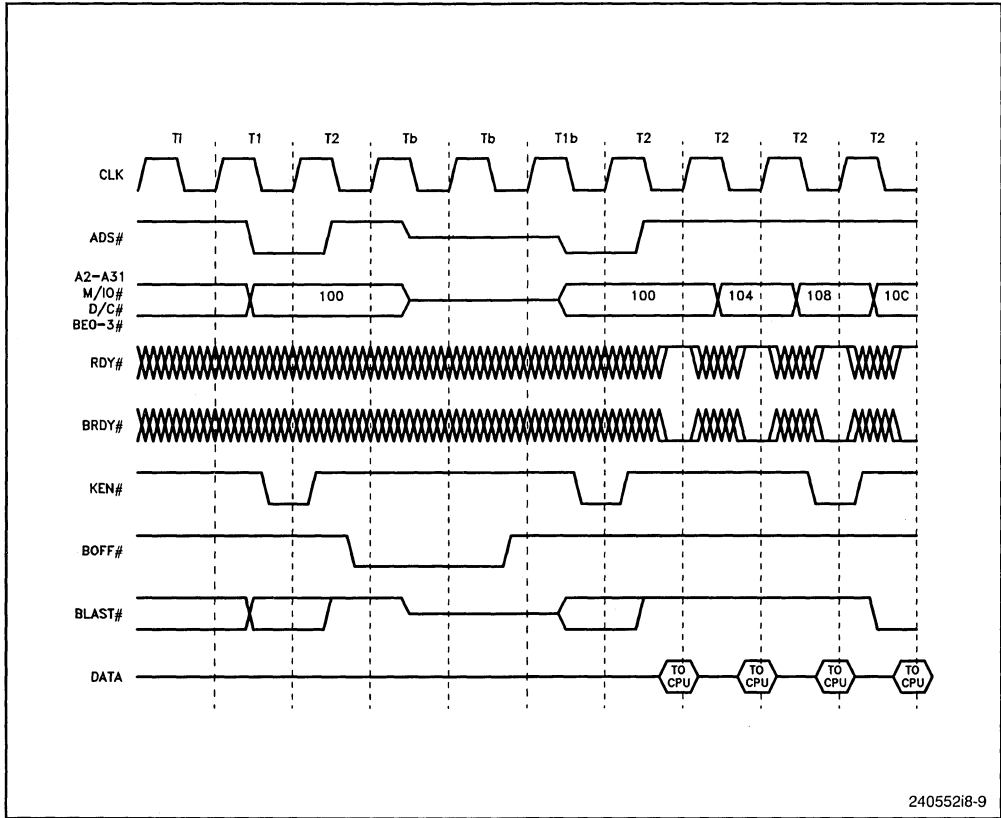 Ti T1 T2 Tb Tb T1b T2 T2 T2 T2
CLK
ADS#
A2–A31
M/IO#
D/C#
BE0–3#
100 100 104 108 10C
RDY#
BRDY#
KEN#
BOFF#
BLAST#
DATA
TO CPU TO CPU TO CPU TO CPU
240552i8-9